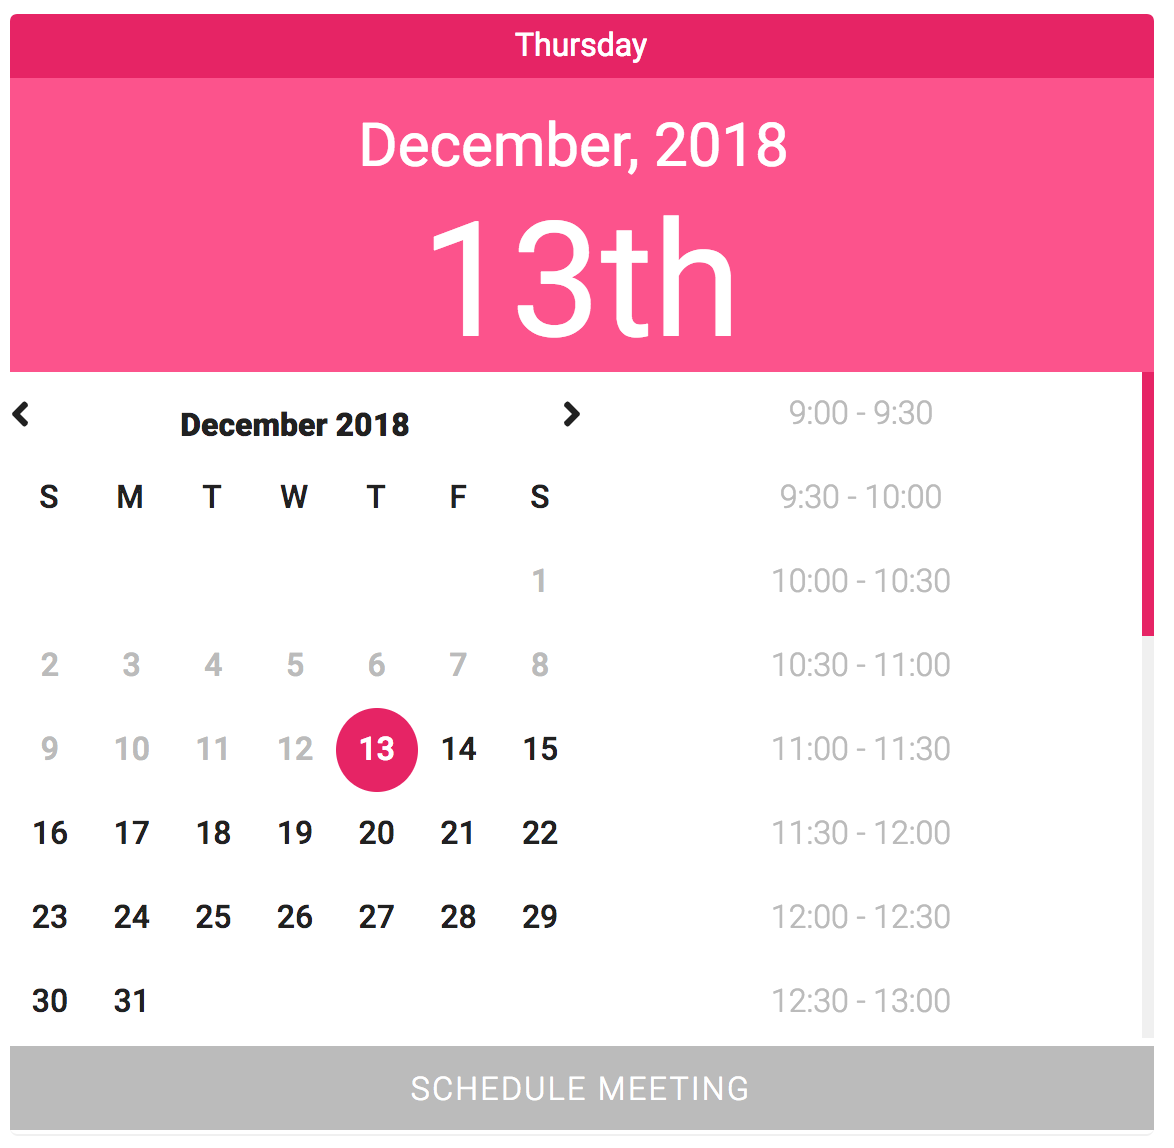 Thursday
December, 2018
13th
December 2018
S M T W T F S
1
2 3 4 5 6 7 8
9 10 11 12 13 14 15
16 17 18 19 20 21 22
23 24 25 26 27 28 29
30 31
9:00 - 9:30
9:30 - 10:00
10:00 - 10:30
10:30 - 11:00
11:00 - 11:30
11:30 - 12:00
12:00 - 12:30
12:30 - 13:00
SCHEDULE MEETING